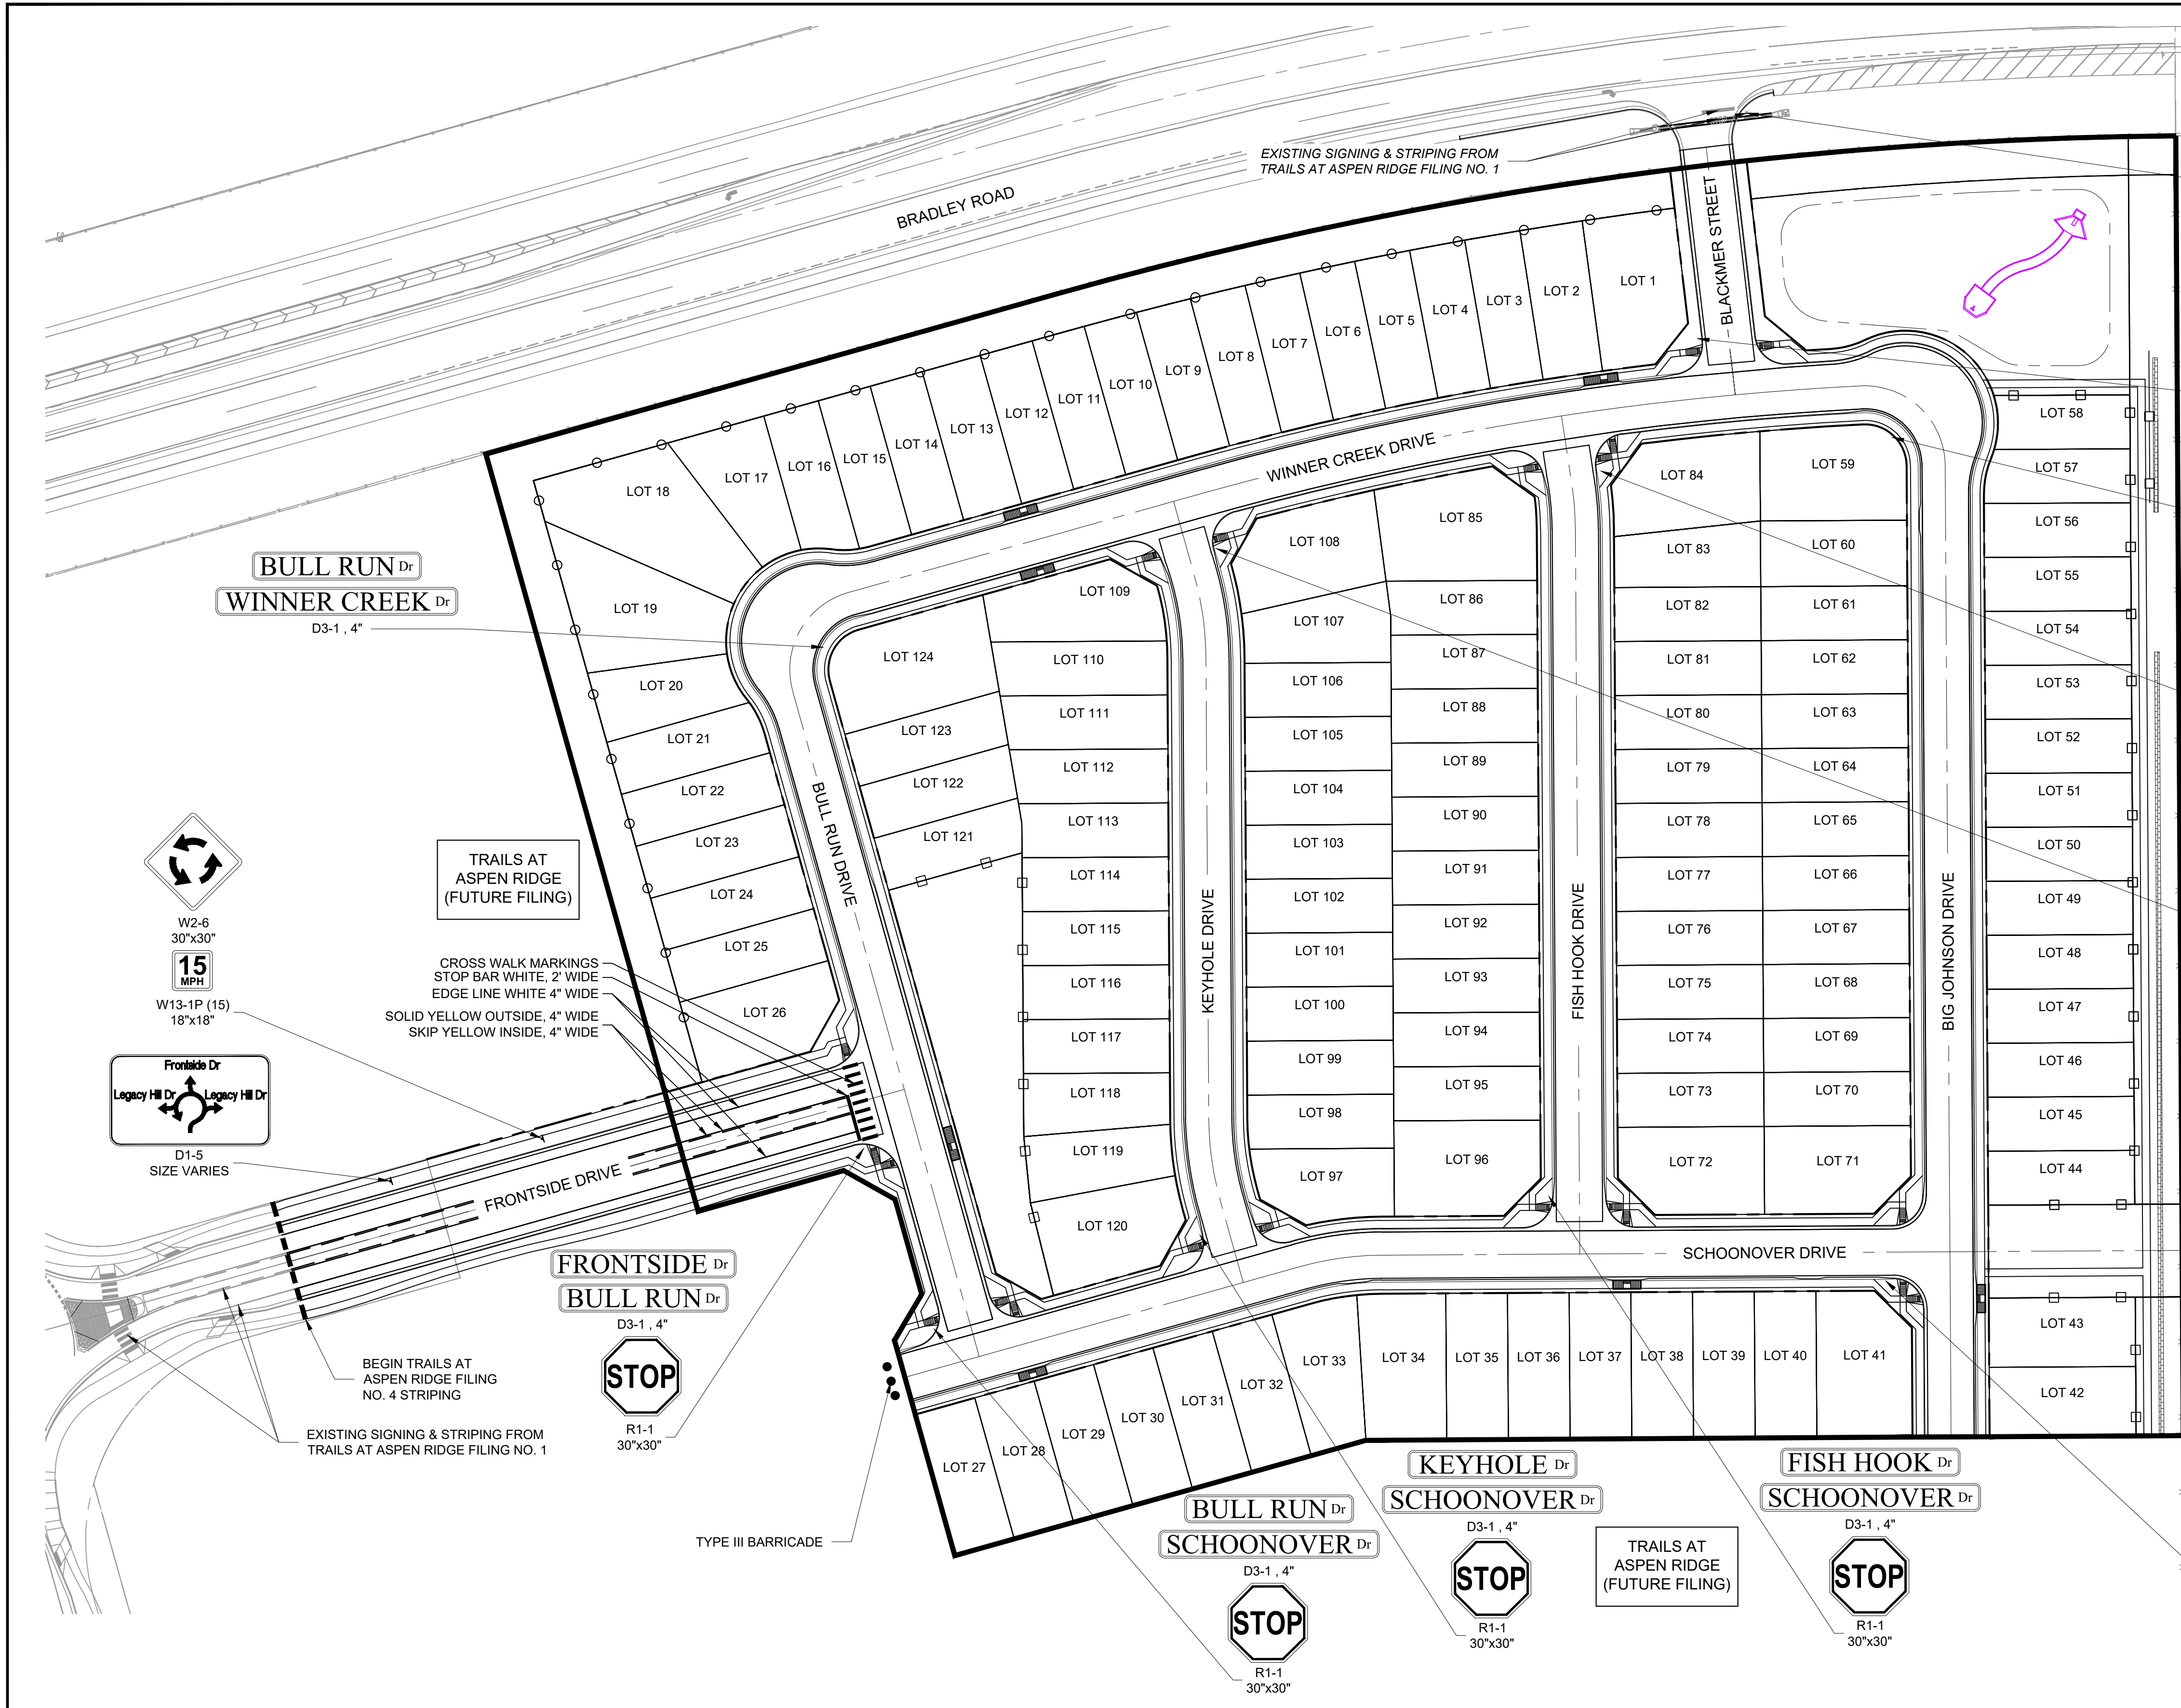 EXISTING SIGNING & STRIPING FROM
TRAILS AT ASPEN RIDGE FILING NO. 1
BRADLEY ROAD
BLACKMER STREET
LOT 1
LOT 2
LOT 3
LOT 4
LOT 5
LOT 6
LOT 7
LOT 8
LOT 9
LOT 10
LOT 11
LOT 12
LOT 13
LOT 14
LOT 15
LOT 16
LOT 17
LOT 18
LOT 19
LOT 20
LOT 21
LOT 22
LOT 23
LOT 24
LOT 25
LOT 26
WINNER CREEK DRIVE
BULL RUN Dr
WINNER CREEK Dr
D3-1 , 4"
BULL RUN DRIVE
KEYHOLE DRIVE
FISH HOOK DRIVE
BIG JOHNSON DRIVE
LOT 58
LOT 57
LOT 56
LOT 55
LOT 54
LOT 53
LOT 52
LOT 51
LOT 50
LOT 49
LOT 48
LOT 47
LOT 46
LOT 45
LOT 44
LOT 43
LOT 42
LOT 84
LOT 83
LOT 82
LOT 81
LOT 80
LOT 79
LOT 78
LOT 77
LOT 76
LOT 75
LOT 74
LOT 73
LOT 72
LOT 59
LOT 60
LOT 61
LOT 62
LOT 63
LOT 64
LOT 65
LOT 66
LOT 67
LOT 68
LOT 69
LOT 70
LOT 71
LOT 108
LOT 107
LOT 106
LOT 105
LOT 104
LOT 103
LOT 102
LOT 101
LOT 100
LOT 99
LOT 98
LOT 97
LOT 85
LOT 86
LOT 87
LOT 88
LOT 89
LOT 90
LOT 91
LOT 92
LOT 93
LOT 94
LOT 95
LOT 96
LOT 124
LOT 123
LOT 122
LOT 121
LOT 109
LOT 110
LOT 111
LOT 112
LOT 113
LOT 114
LOT 115
LOT 116
LOT 117
LOT 118
LOT 119
LOT 120
W2-6
30"x30"
15
MPH
W13-1P (15)
18"x18"
TRAILS AT
ASPEN RIDGE
(FUTURE FILING)
CROSS WALK MARKINGS
STOP BAR WHITE, 2' WIDE
EDGE LINE WHITE 4" WIDE
SOLID YELLOW OUTSIDE, 4" WIDE
SKIP YELLOW INSIDE, 4" WIDE
Frontside Dr
Legacy Hill Dr
Legacy Hill Dr
D1-5
SIZE VARIES
FRONTSIDE DRIVE
FRONTSIDE Dr
BULL RUN Dr
D3-1 , 4"
STOP
R1-1
30"x30"
BEGIN TRAILS AT
ASPEN RIDGE FILING
NO. 4 STRIPING
EXISTING SIGNING & STRIPING FROM
TRAILS AT ASPEN RIDGE FILING NO. 1
SCHOONOVER DRIVE
LOT 27
LOT 28
LOT 29
LOT 30
LOT 31
LOT 32
LOT 33
LOT 34
LOT 35
LOT 36
LOT 37
LOT 38
LOT 39
LOT 40
LOT 41
TYPE III BARRICADE
BULL RUN Dr
SCHOONOVER Dr
D3-1 , 4"
STOP
R1-1
30"x30"
KEYHOLE Dr
SCHOONOVER Dr
D3-1 , 4"
STOP
R1-1
30"x30"
TRAILS AT
ASPEN RIDGE
(FUTURE FILING)
FISH HOOK Dr
SCHOONOVER Dr
D3-1 , 4"
STOP
R1-1
30"x30"